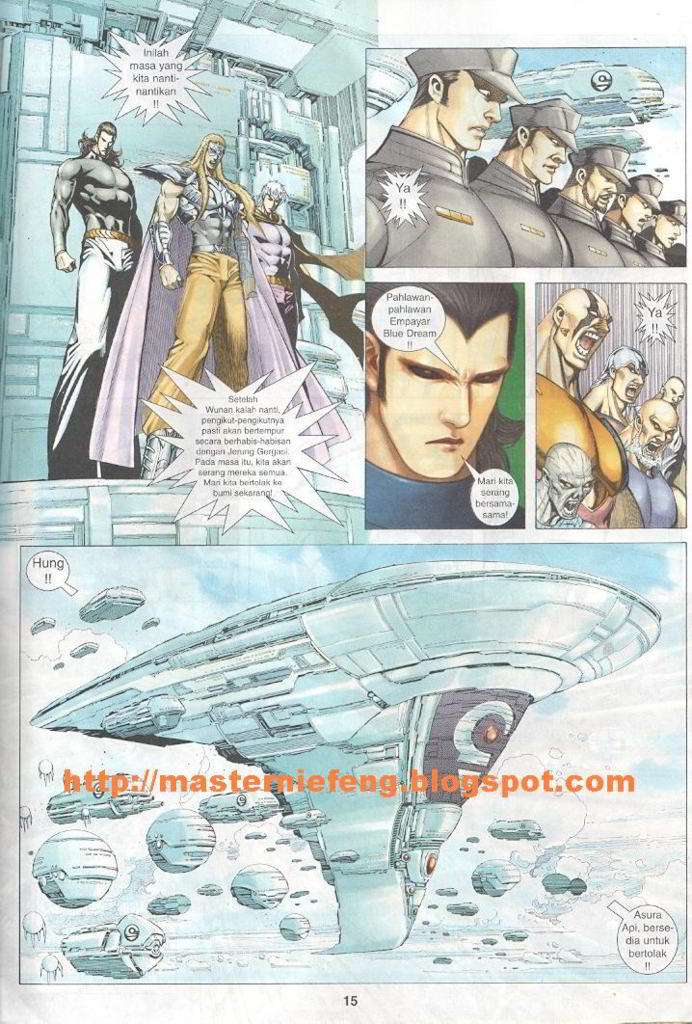 Inilah
masa yang
kita nanti-
nantikan
!!
Ya
!!
Setelah
Wunan kalah nanti,
pengikut-pengikutnya
pasti akan bertempur
secara berhabis-habisan
dengan Jerung Gergasi.
Pada masa itu, kita akan
serang mereka semua.
Mari kita bertolak ke
bumi sekarang!
Pahlawan-
pahlawan
Empayar
Blue Dream
!!
Mari kita
serang
bersama-
sama!
Ya
!!
Hung
!!
http://masterniefeng.blogspot.com
Asura
Api, berse-
dia untuk
bertolak
!!
15